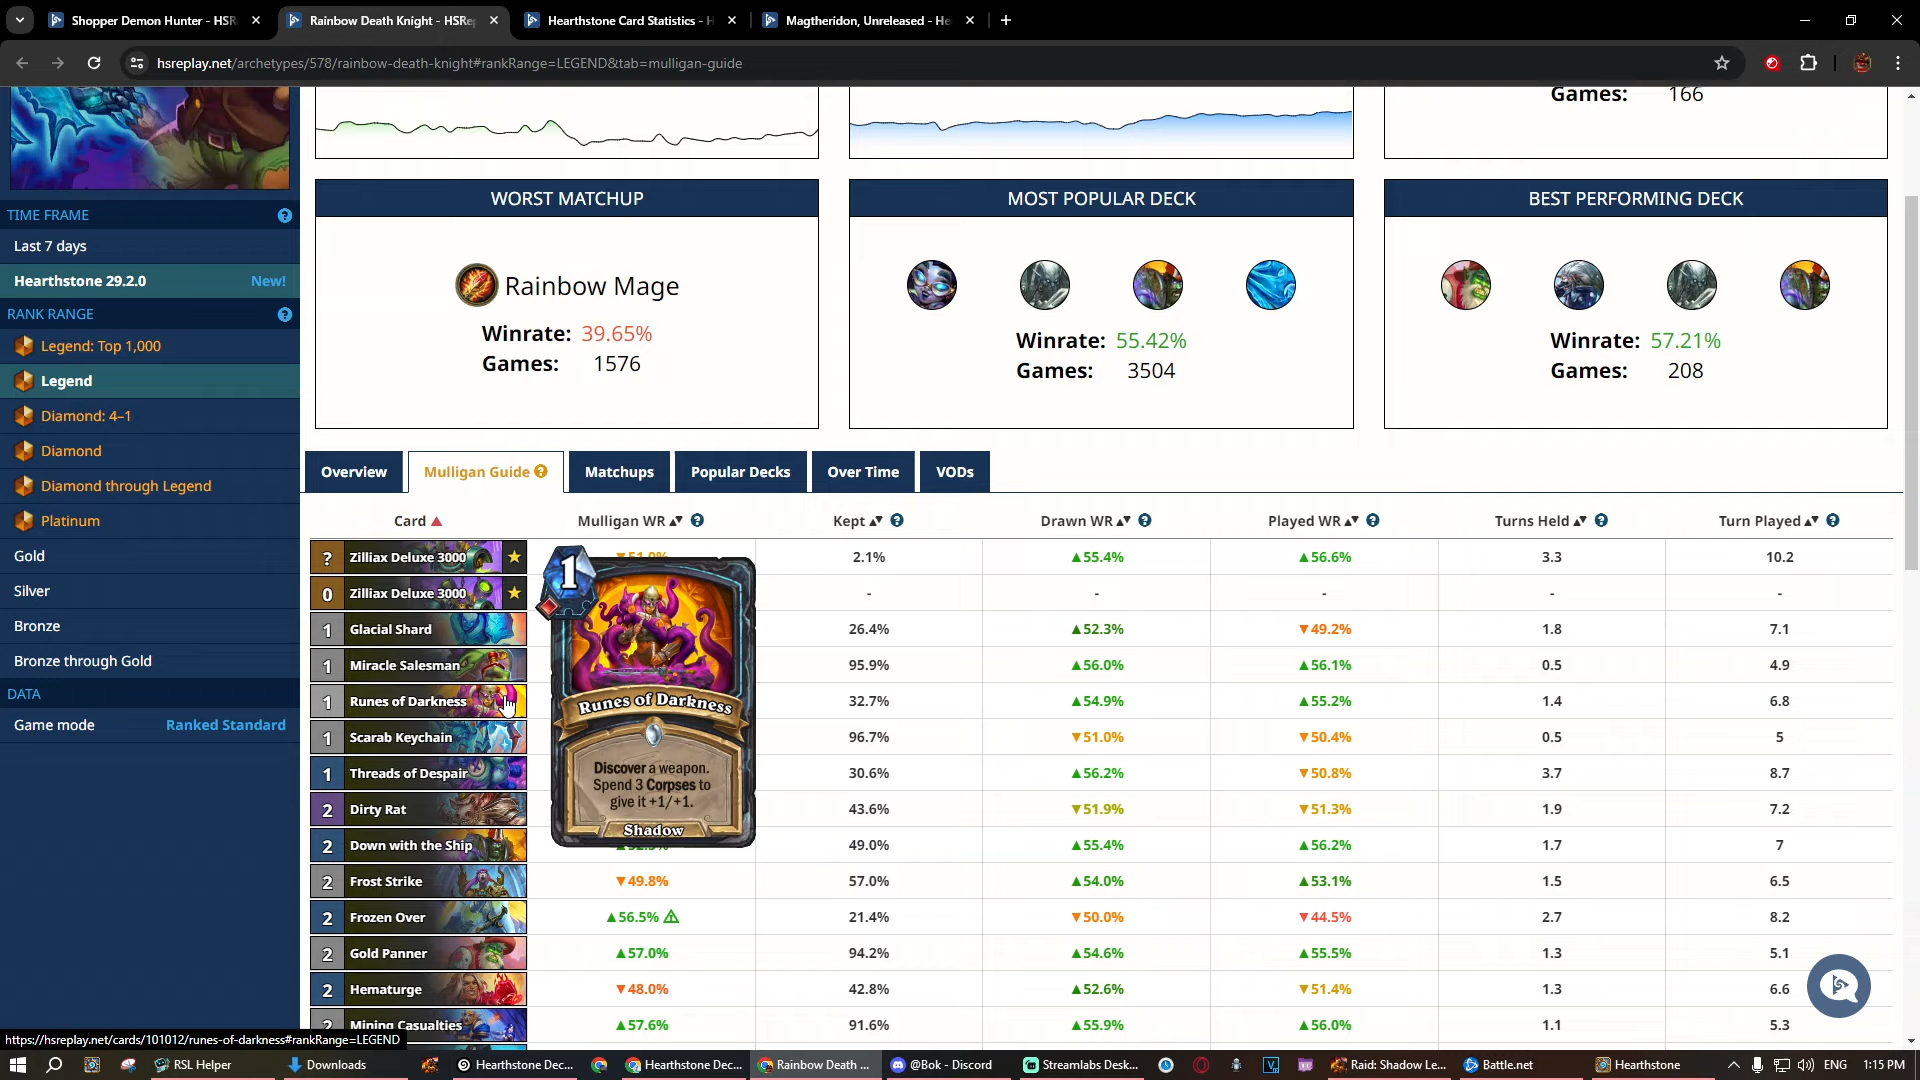 Shopper Demon Hunter - HSR
Rainbow Death Knight - HSRe
Hearthstone Card Statistics - H
Magtheridon, Unreleased - He
hsreplay.net/archetypes/578/rainbow-death-knight#rankRange=LEGEND&tab=mulligan-guide
Games: 166
TIME FRAME
Last 7 days
Hearthstone 29.2.0 New!
RANK RANGE
Legend: Top 1,000
Legend
Diamond: 4–1
Diamond
Diamond through Legend
Platinum
Gold
Silver
Bronze
Bronze through Gold
DATA
Game mode Ranked Standard
WORST MATCHUP
Rainbow Mage
Winrate: 39.65%
Games: 1576
MOST POPULAR DECK
Winrate: 55.42%
Games: 3504
BEST PERFORMING DECK
Winrate: 57.21%
Games: 208
Overview Mulligan Guide ? Matchups Popular Decks Over Time VODs
Card ▲ Mulligan WR ▲▼ ? Kept ▲▼ ? Drawn WR ▲▼ ? Played WR ▲▼ ? Turns Held ▲▼ ? Turn Played ▲▼ ?
? Zilliax Deluxe 3000 ★ ▼51.0% 2.1% ▲55.4% ▲56.6% 3.3 10.2
0 Zilliax Deluxe 3000 ★ - - - - -
1 Glacial Shard 26.4% ▲52.3% ▼49.2% 1.8 7.1
1 Miracle Salesman 95.9% ▲56.0% ▲56.1% 0.5 4.9
1 Runes of Darkness 32.7% ▲54.9% ▲55.2% 1.4 6.8
1 Scarab Keychain 96.7% ▼51.0% ▼50.4% 0.5 5
1 Threads of Despair 30.6% ▲56.2% ▼50.8% 3.7 8.7
2 Dirty Rat 43.6% ▼51.9% ▼51.3% 1.9 7.2
2 Down with the Ship 49.0% ▲55.4% ▲56.2% 1.7 7
2 Frost Strike ▼49.8% 57.0% ▲54.0% ▲53.1% 1.5 6.5
2 Frozen Over ▲56.5% 21.4% ▼50.0% ▼44.5% 2.7 8.2
2 Gold Panner ▲57.0% 94.2% ▲54.6% ▲55.5% 1.3 5.1
2 Hematurge ▼48.0% 42.8% ▲52.6% ▼51.4% 1.3 6.6
2 Mining Casualties ▲57.6% 91.6% ▲55.9% ▲56.0% 1.1 5.3
1
Runes of Darkness
Discover a weapon.
Spend 3 Corpses to
give it +1/+1.
Shadow
https://hsreplay.net/cards/101012/runes-of-darkness#rankRange=LEGEND
RSL Helper
Downloads
Hearthstone Dec...
Hearthstone Dec...
Rainbow Death ...
@Bok - Discord
Streamlabs Desk...
Raid: Shadow Le...
Battle.net
Hearthstone
ENG
1:15 PM